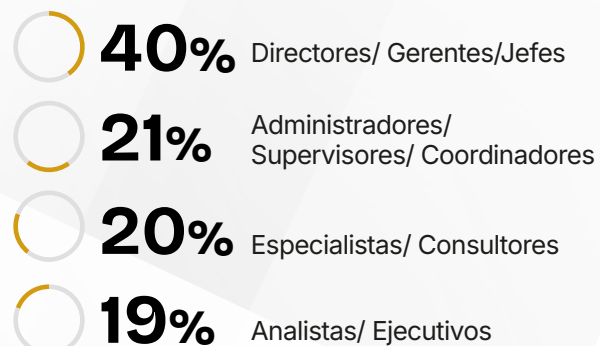 40% Directores/ Gerentes/Jefes
21% Administradores/
Supervisores/ Coordinadores
20% Especialistas/ Consultores
19% Analistas/ Ejecutivos